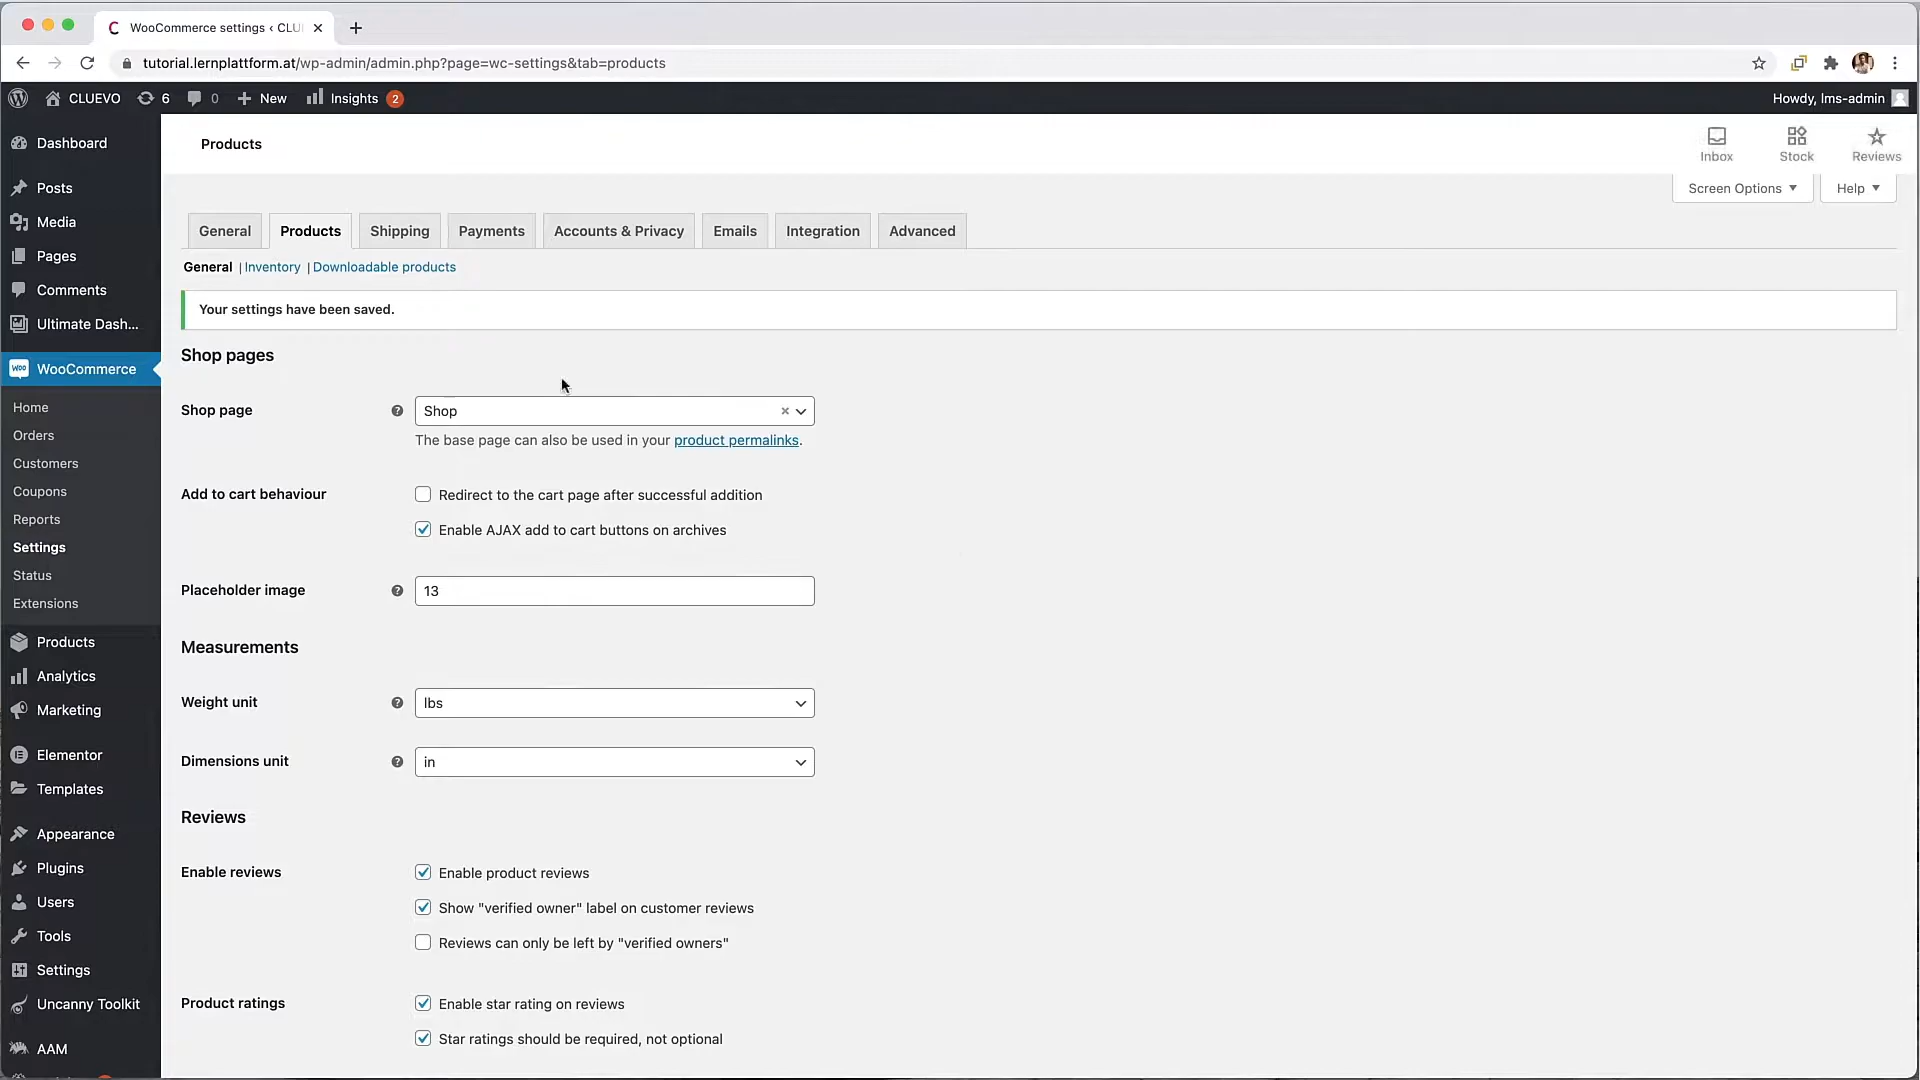 WooCommerce settings ‹ CLU
tutorial.lernplattform.at/wp-admin/admin.php?page=wc-settings&tab=products
CLUEVO 6 0 New Insights 2 Howdy, lms-admin
Dashboard
Posts
Media
Pages
Comments
Ultimate Dash...
WooCommerce
Home
Orders
Customers
Coupons
Reports
Settings
Status
Extensions
Products
Analytics
Marketing
Elementor
Templates
Appearance
Plugins
Users
Tools
Settings
Uncanny Toolkit
AAM
Products
Inbox Stock Reviews
Screen Options Help
General Products Shipping Payments Accounts & Privacy Emails Integration Advanced
General | Inventory | Downloadable products
Your settings have been saved.
Shop pages
Shop page Shop
The base page can also be used in your product permalinks.
Add to cart behaviour Redirect to the cart page after successful addition
Enable AJAX add to cart buttons on archives
Placeholder image 13
Measurements
Weight unit lbs
Dimensions unit in
Reviews
Enable reviews Enable product reviews
Show "verified owner" label on customer reviews
Reviews can only be left by "verified owners"
Product ratings Enable star rating on reviews
Star ratings should be required, not optional